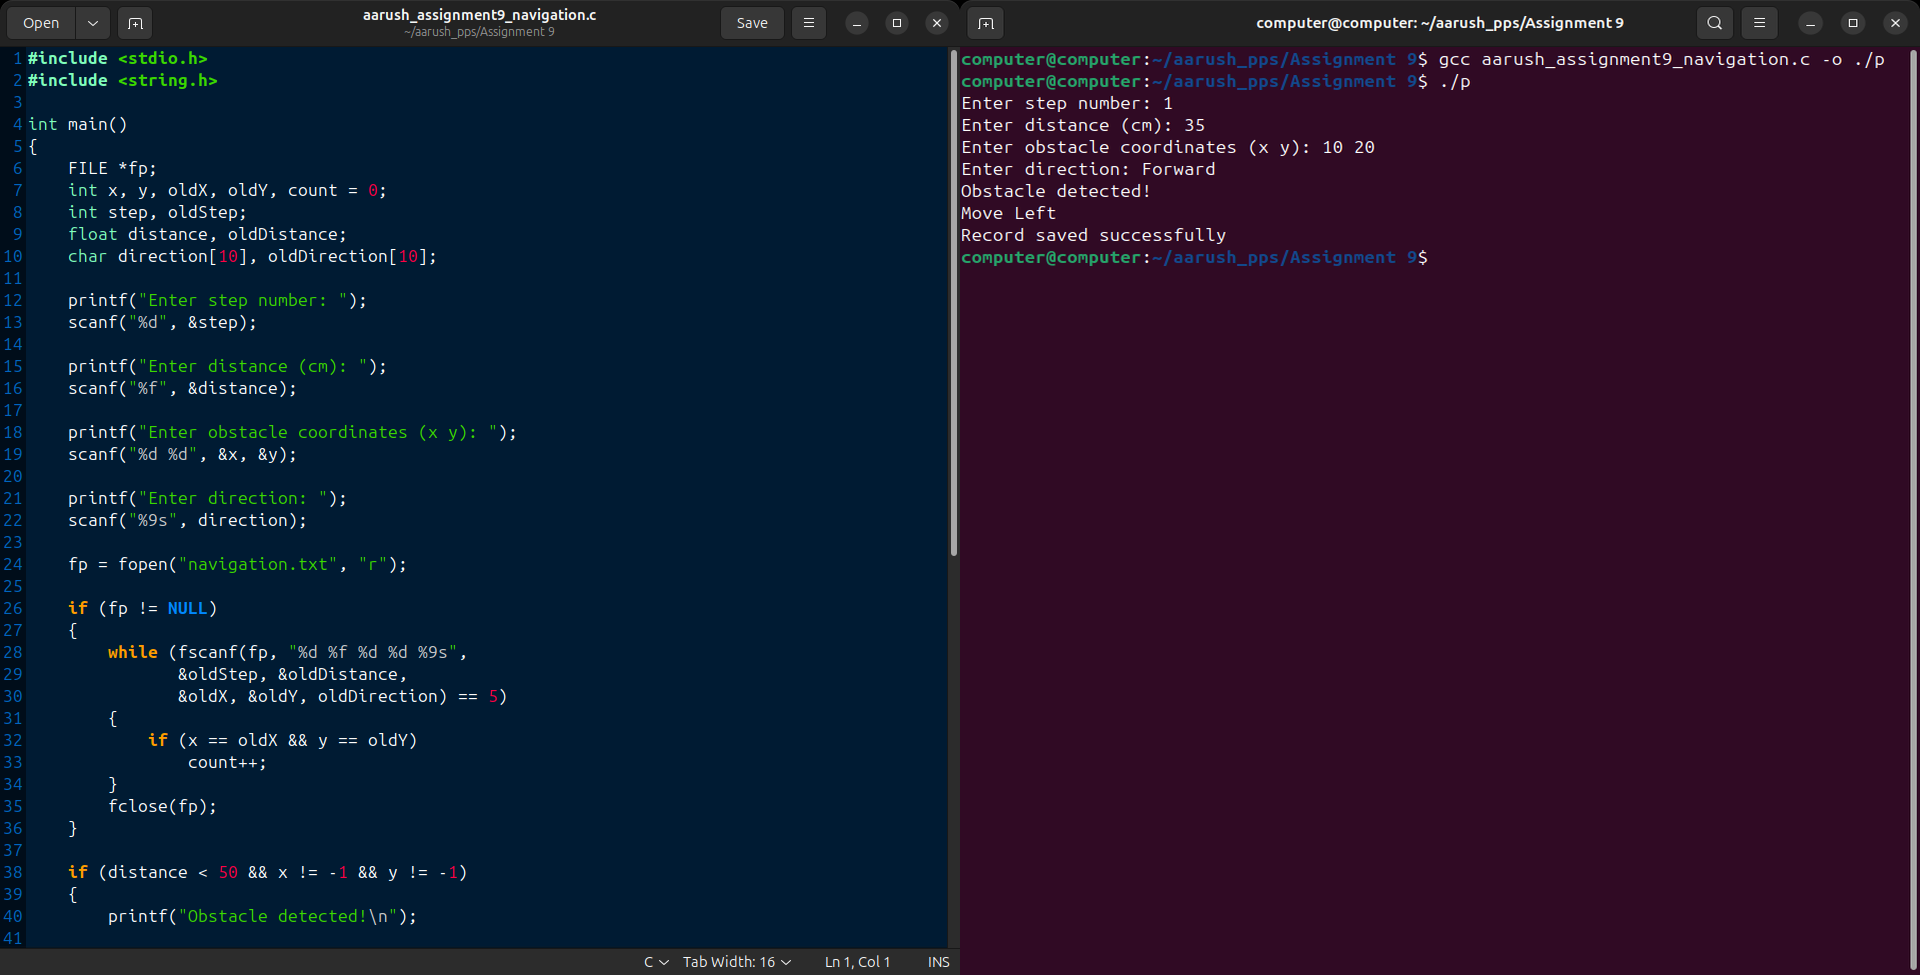 Open
aarush_assignment9_navigation.c
~/aarush_pps/Assignment 9
Save
1 #include <stdio.h>
2 #include <string.h>
3
4 int main()
5 {
6     FILE *fp;
7     int x, y, oldX, oldY, count = 0;
8     int step, oldStep;
9     float distance, oldDistance;
10     char direction[10], oldDirection[10];
11
12     printf("Enter step number: ");
13     scanf("%d", &step);
14
15     printf("Enter distance (cm): ");
16     scanf("%f", &distance);
17
18     printf("Enter obstacle coordinates (x y): ");
19     scanf("%d %d", &x, &y);
20
21     printf("Enter direction: ");
22     scanf("%9s", direction);
23
24     fp = fopen("navigation.txt", "r");
25
26     if (fp != NULL)
27     {
28         while (fscanf(fp, "%d %f %d %d %9s",
29                &oldStep, &oldDistance,
30                &oldX, &oldY, oldDirection) == 5)
31         {
32             if (x == oldX && y == oldY)
33                 count++;
34         }
35         fclose(fp);
36     }
37
38     if (distance < 50 && x != -1 && y != -1)
39     {
40         printf("Obstacle detected!\n");
41
C
Tab Width: 16
Ln 1, Col 1
INS
computer@computer: ~/aarush_pps/Assignment 9
computer@computer:~/aarush_pps/Assignment 9$ gcc aarush_assignment9_navigation.c -o ./p
computer@computer:~/aarush_pps/Assignment 9$ ./p
Enter step number: 1
Enter distance (cm): 35
Enter obstacle coordinates (x y): 10 20
Enter direction: Forward
Obstacle detected!
Move Left
Record saved successfully
computer@computer:~/aarush_pps/Assignment 9$